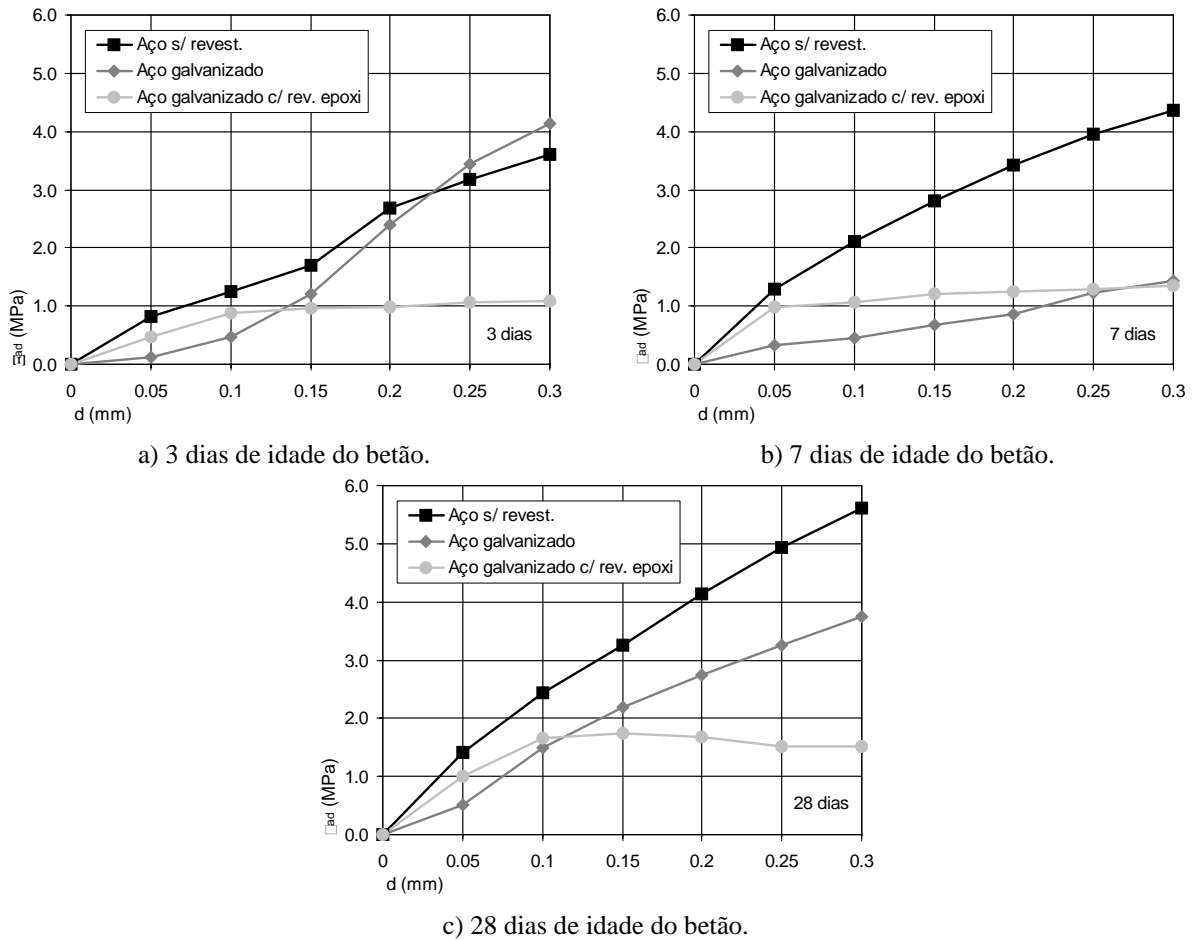 6.0
5.0
4.0
3.0
2.0
1.0
0.0
Aço s/ revest.
Aço galvanizado
Aço galvanizado c/ rev. epoxi
3 dias
ad (MPa)
0 0.05 0.1 0.15 0.2 0.25 0.3
d (mm)
a) 3 dias de idade do betão.
6.0
5.0
4.0
3.0
2.0
1.0
0.0
Aço s/ revest.
Aço galvanizado
Aço galvanizado c/ rev. epoxi
7 dias
ad (MPa)
0 0.05 0.1 0.15 0.2 0.25 0.3
d (mm)
b) 7 dias de idade do betão.
6.0
5.0
4.0
3.0
2.0
1.0
0.0
Aço s/ revest.
Aço galvanizado
Aço galvanizado c/ rev. epoxi
28 dias
ad (MPa)
0 0.05 0.1 0.15 0.2 0.25 0.3
d (mm)
c) 28 dias de idade do betão.